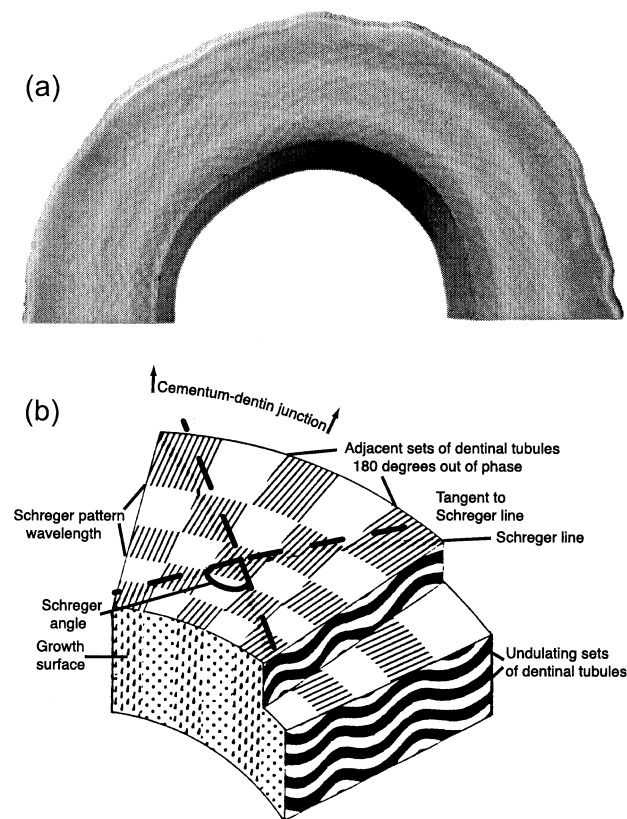 (a)
(b)
Cementum-dentin junction
Adjacent sets of dentinal tubules
180 degrees out of phase
Tangent to
Schreger line
Schreger line
Schreger pattern
wavelength
Schreger
angle
Growth
surface
Undulating sets
of dentinal tubules